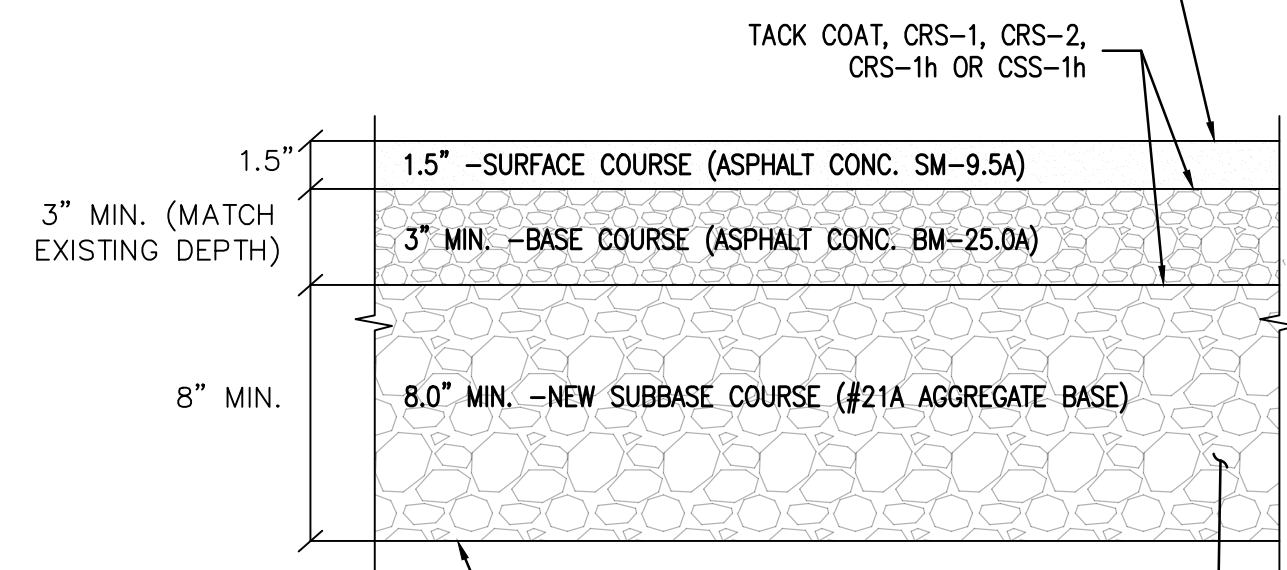 TACK COAT, CRS-1, CRS-2,
CRS-1h OR CSS-1h
1.5"
1.5" -SURFACE COURSE (ASPHALT CONC. SM-9.5A)
3" MIN. (MATCH
EXISTING DEPTH)
3" MIN. -BASE COURSE (ASPHALT CONC. BM-25.0A)
8" MIN.
8.0" MIN. -NEW SUBBASE COURSE (#21A AGGREGATE BASE)